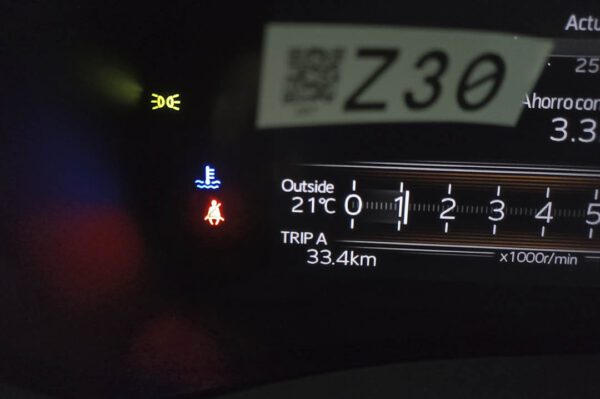 Z30
Actu
25
Ahorro con
3.3
Outside
21°C
0 1 2 3 4 5
TRIP A
33.4km
x1000r/min